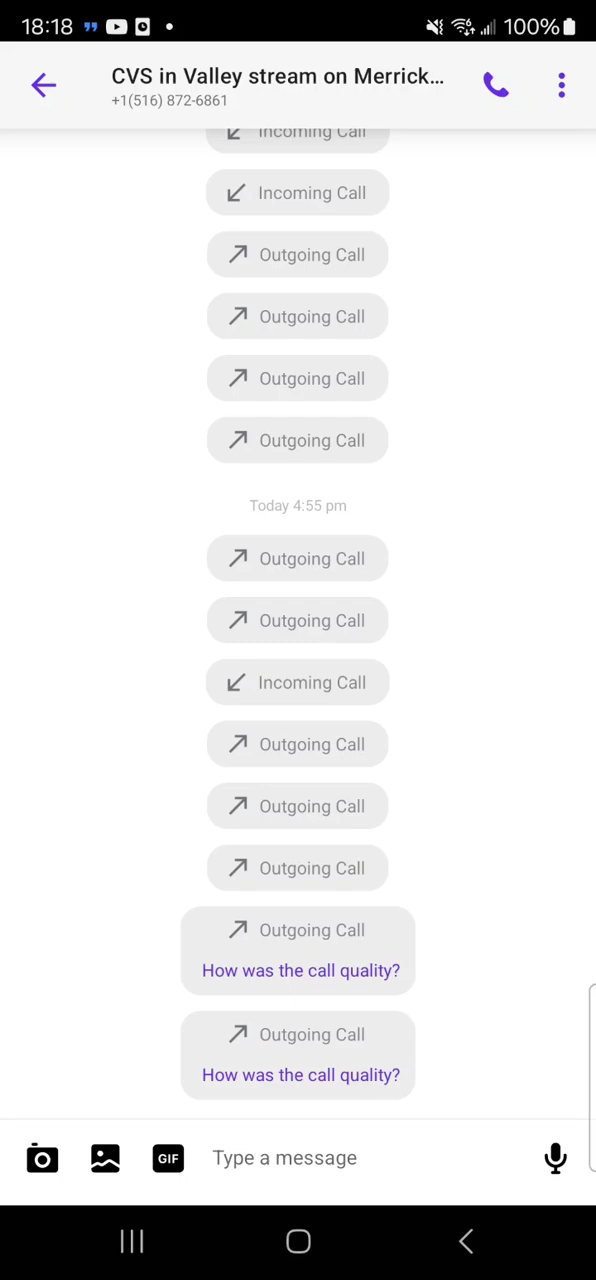 18:18
100%
CVS in Valley stream on Merrick...
+1(516) 872-6861
Incoming Call
Incoming Call
Outgoing Call
Outgoing Call
Outgoing Call
Outgoing Call
Today 4:55 pm
Outgoing Call
Outgoing Call
Incoming Call
Outgoing Call
Outgoing Call
Outgoing Call
Outgoing Call
How was the call quality?
Outgoing Call
How was the call quality?
GIF
Type a message